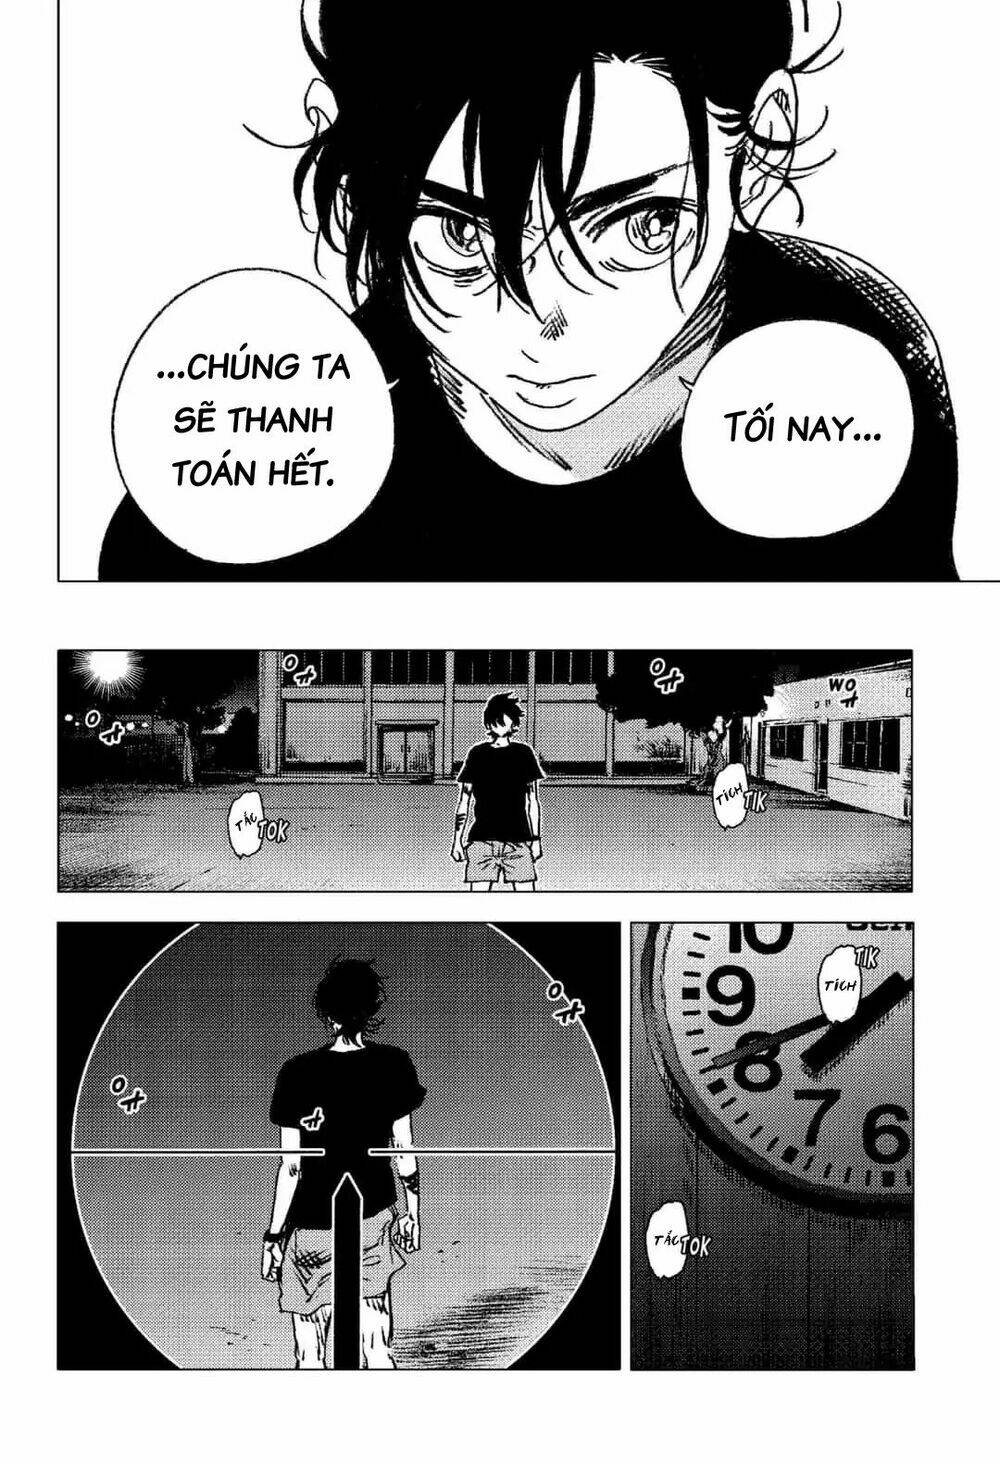 TỐI NAY...
...CHÚNG TA
SẼ THANH
TOÁN HẾT.
WO
TÍCH
TIK
TẮC
TOK
TÍCH
TIK
10
9
8
7
6
TẮC
TOK